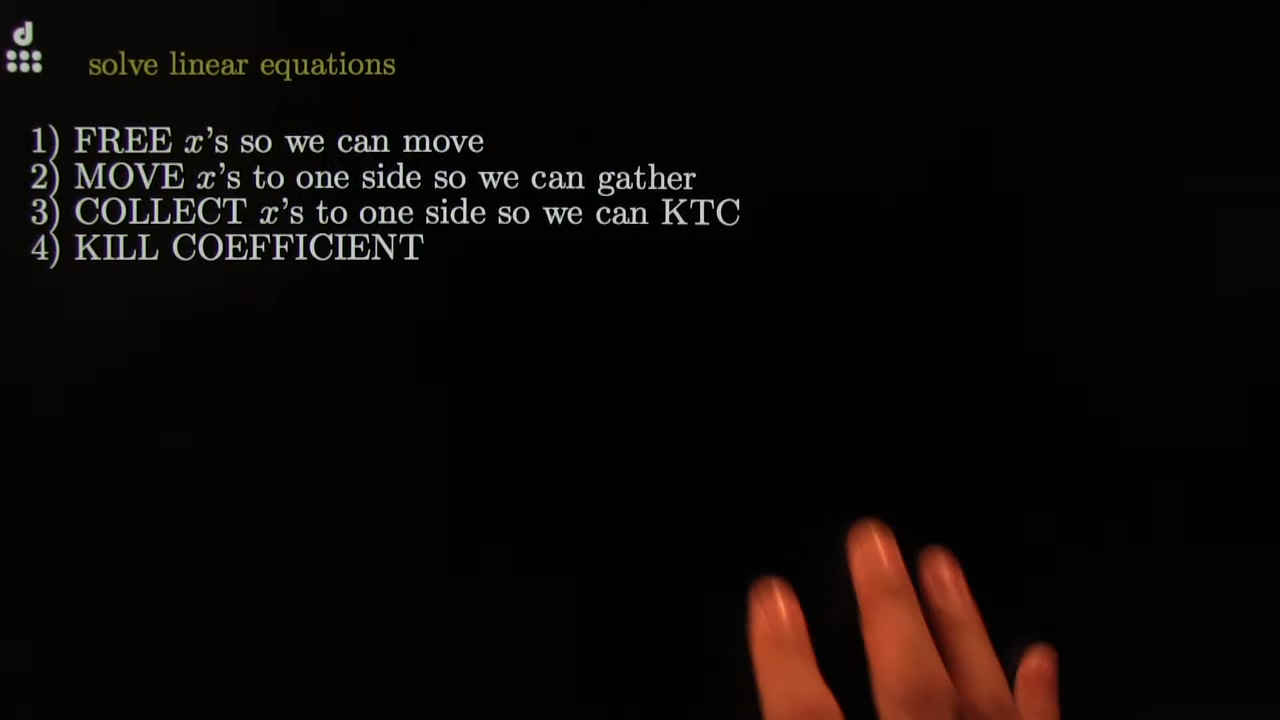 d
solve linear equations
1) FREE x's so we can move
2) MOVE x's to one side so we can gather
3) COLLECT x's to one side so we can KTC
4) KILL COEFFICIENT